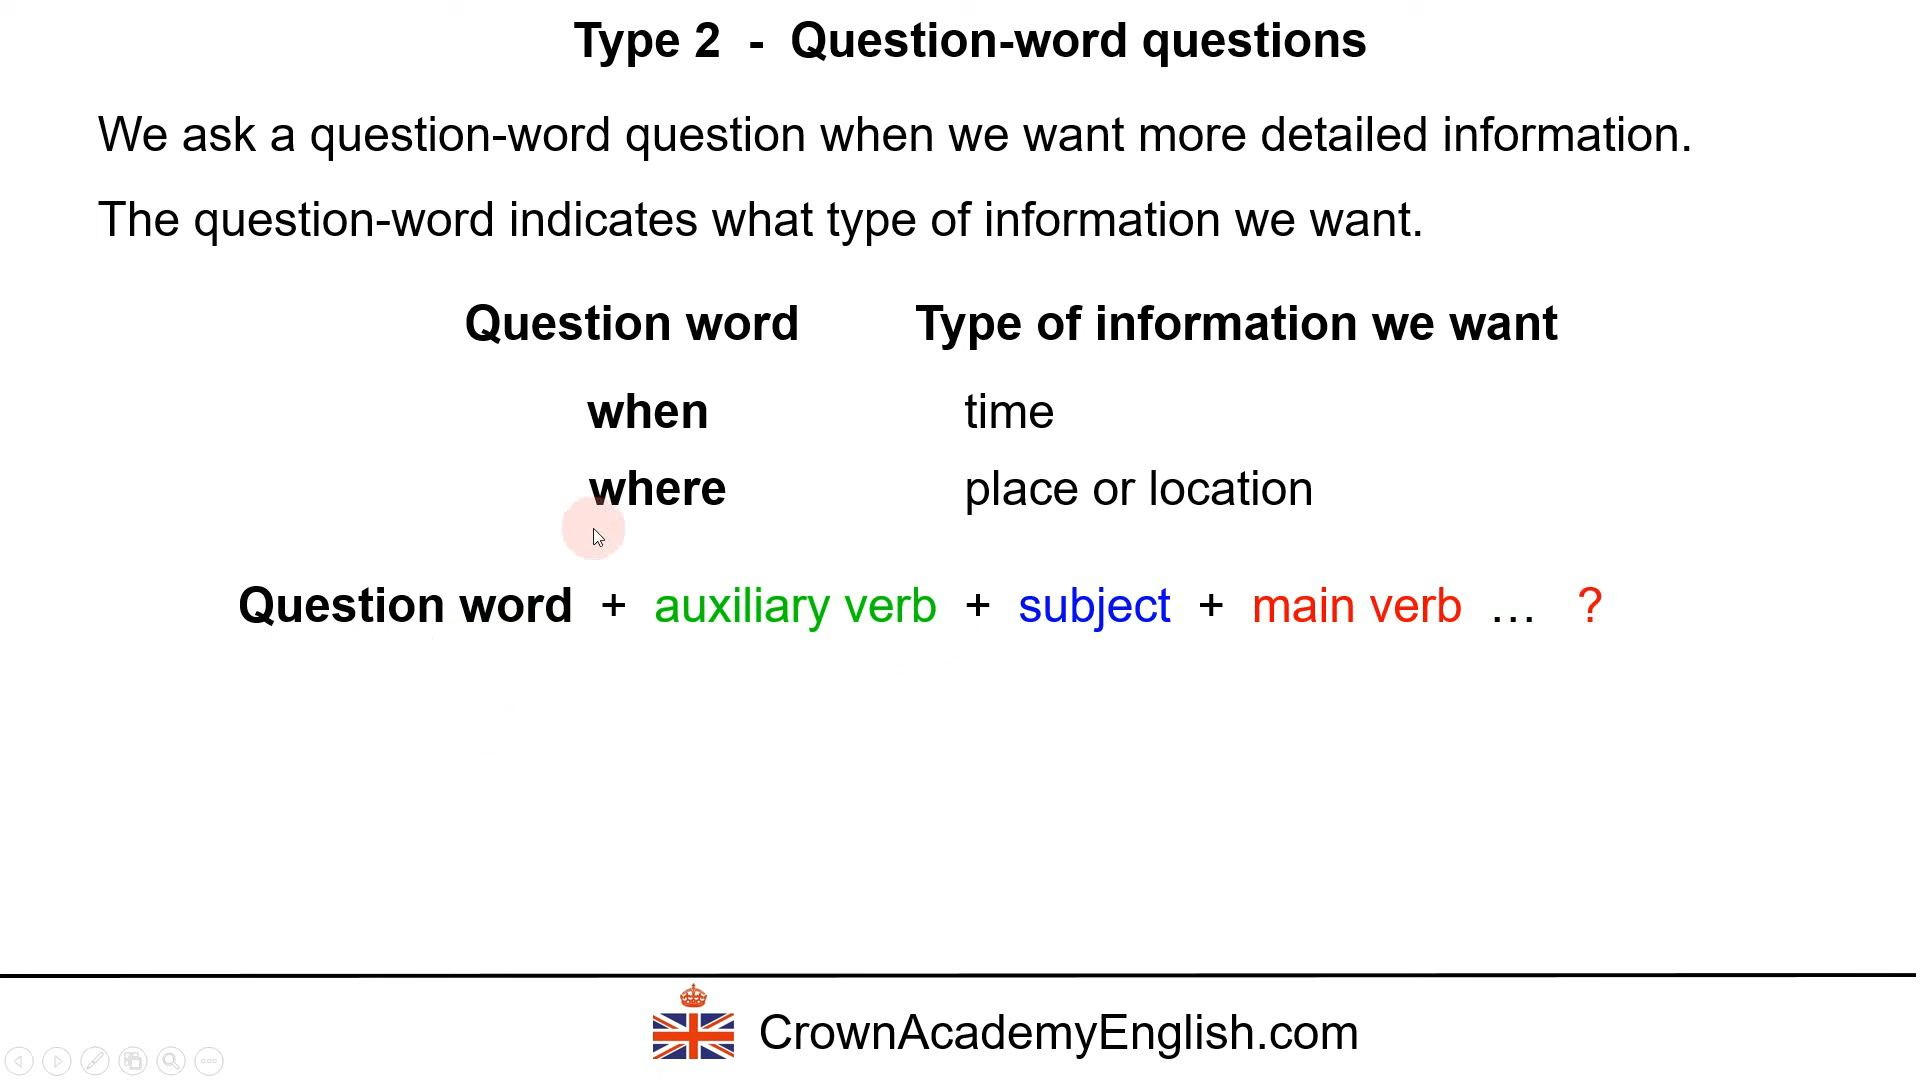 Type 2 - Question-word questions
We ask a question-word question when we want more detailed information.
The question-word indicates what type of information we want.
Question word Type of information we want
when time
where place or location
Question word + auxiliary verb + subject + main verb … ?
CrownAcademyEnglish.com